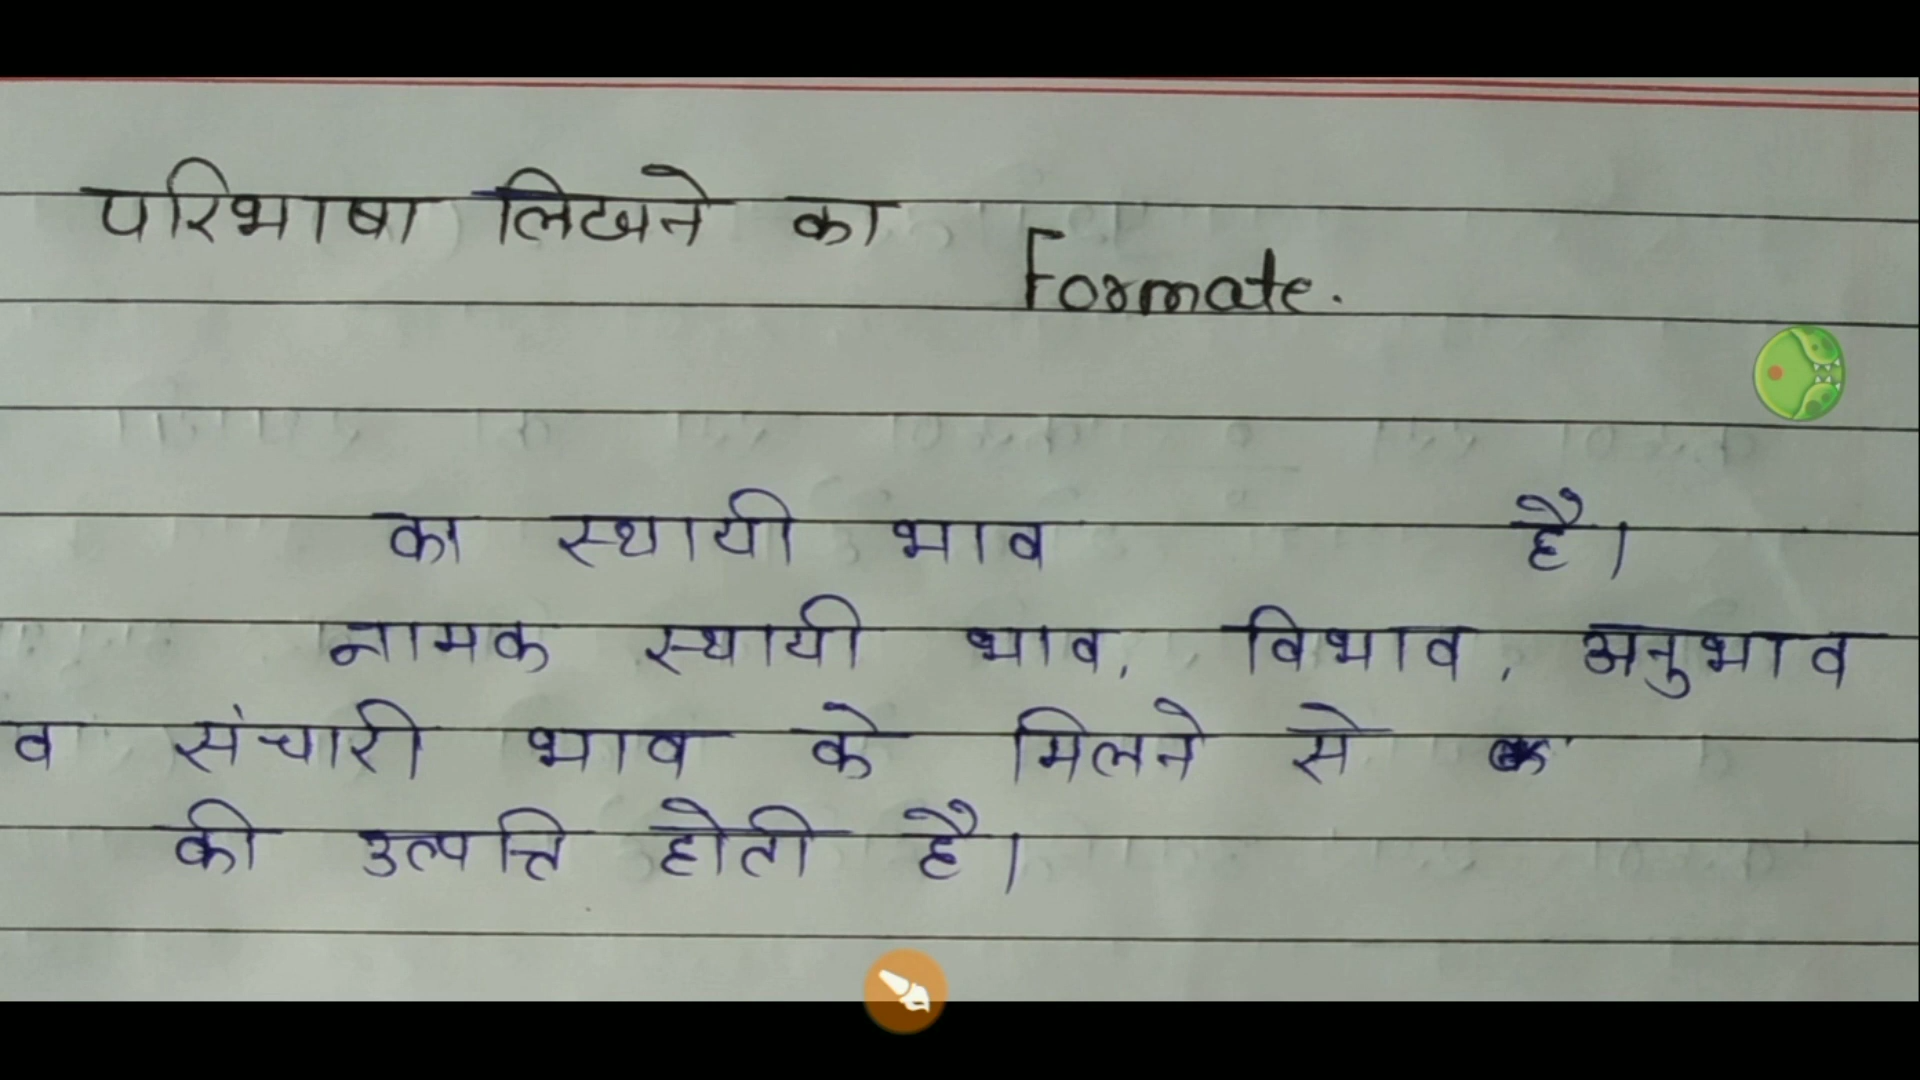 परिभाषा लिखने का Formate.
का स्थायी भाव है।
नामक स्थायी भाव, विभाव, अनुभाव
व संचारी भाव के मिलने से
की उत्पत्ति होती है।